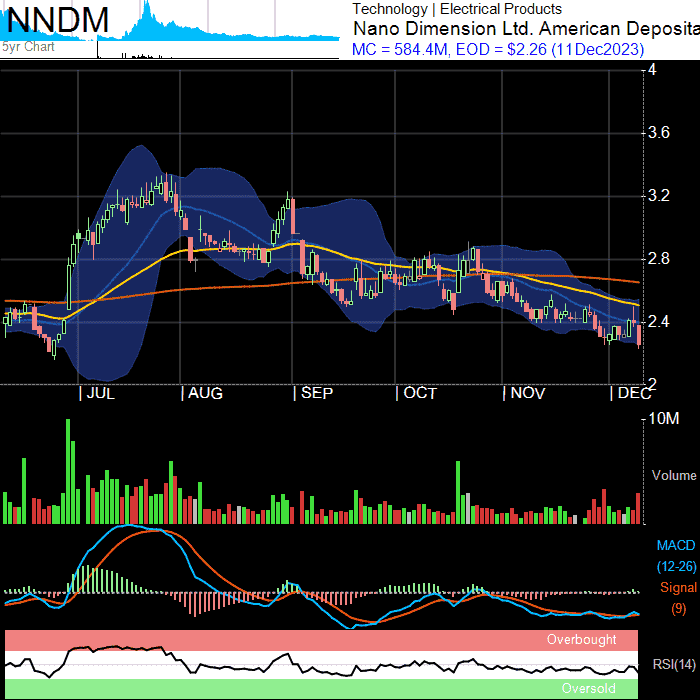 NNDM
5yr Chart
Technology | Electrical Products
Nano Dimension Ltd. American Deposita
MC = 584.4M, EOD = $2.26 (11Dec2023)
4
3.6
3.2
2.8
2.4
2
| JUL | AUG | SEP | OCT | NOV | DEC
10M
Volume
MACD
(12-26)
Signal
(9)
Overbought
RSI(14)
Oversold